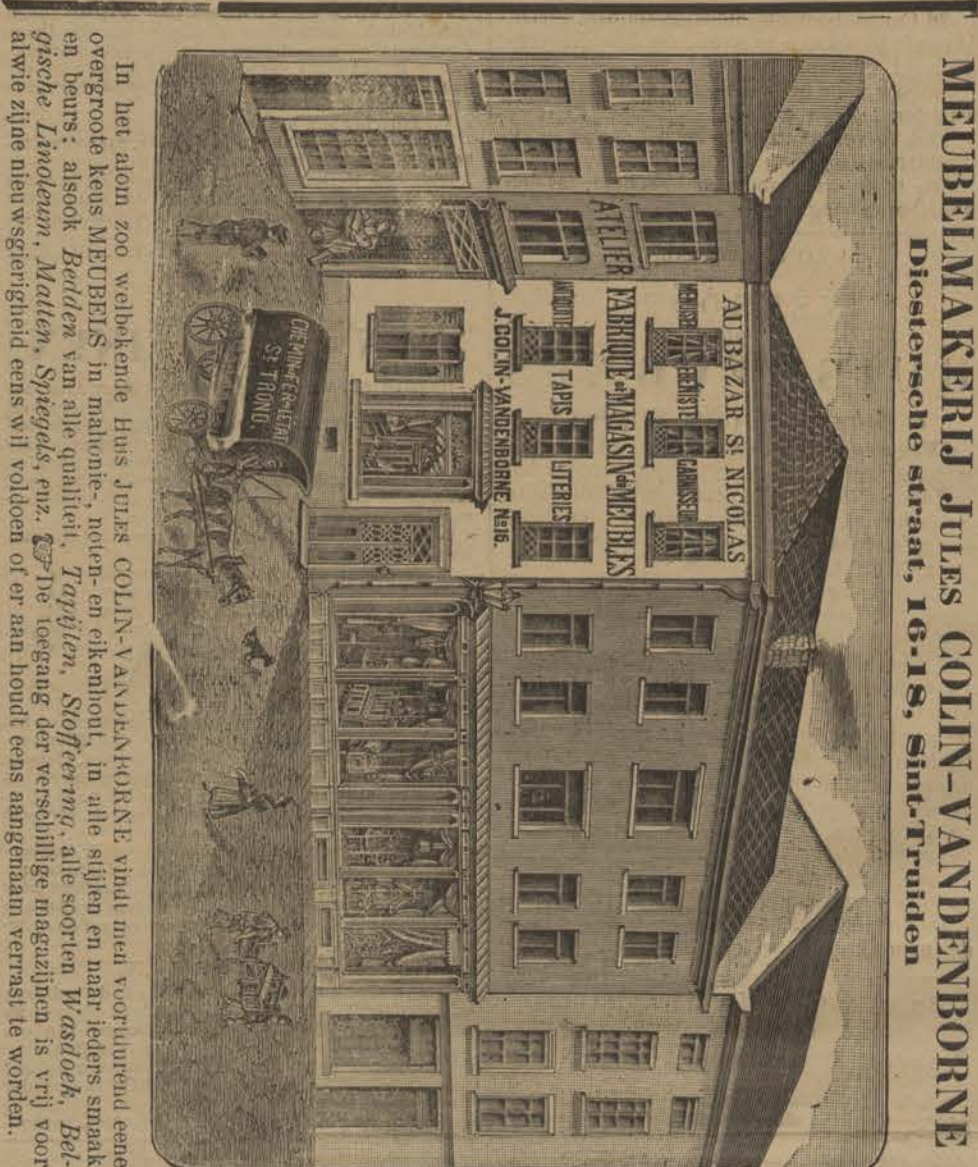 MEUBELMAKERIJ JULES COLIN-VANDENBORNE
Diestersche straat, 16-18, Sint-Truiden
AU BAZAR St NICOLAS
MENUISERIE EBÉNISTE GARNISSEUR
FABRIQUE & MAGASIN de MEUBLES
TAPIS LITERIES
J. COLIN-VANDENBORNE No 16.
ATELIER
CHEMIN-DE-FER-ETAT
St TROND
In het alom zoo welbekende Huis JULES COLIN-VANDENBORNE vindt men voortdurend eene
overgroote keus MEUBELS in mahonie-, noten- en eikenhout, in alle stijlen en naar ieders smaak
en beurs; alsook Bedden van alle qualiteit, Tapijten, Stoffeering, alle soorten Wasdoek, Bel-
gische Linoleum, Matten, Spiegels, enz. ☞ De toegang der verschillige magazijnen is vrij voor
alwie zijne nieuwsgierigheid eens wil voldoen of er aan houdt eens aangenaam verrast te worden.